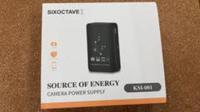 SIXOCTAVE
SOURCE OF ENERGY
CAMERA POWER SUPPLY
KM-001